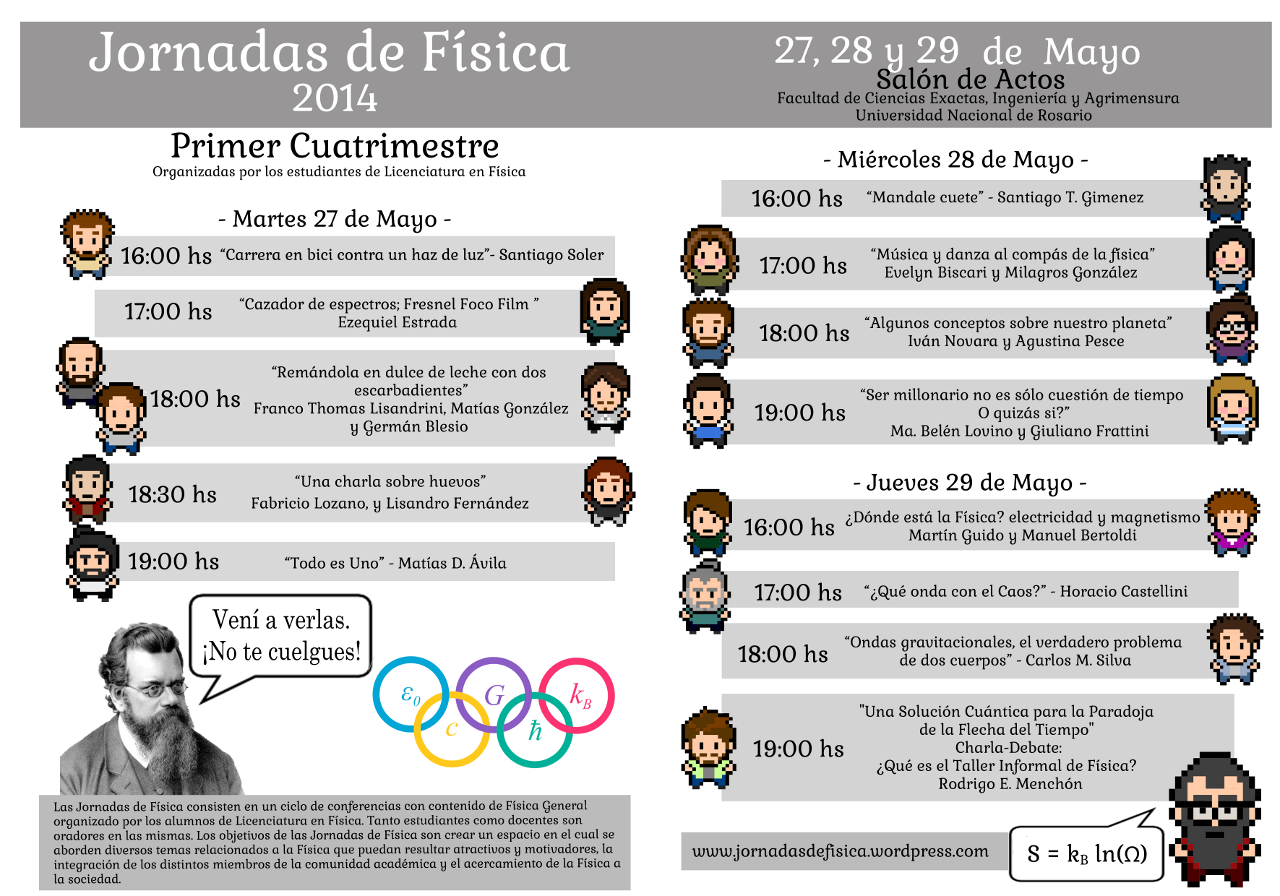 Jornadas de Física
2014
27, 28 y 29 de Mayo
Salón de Actos
Facultad de Ciencias Exactas, Ingeniería y Agrimensura
Universidad Nacional de Rosario
Primer Cuatrimestre
Organizadas por los estudiantes de Licenciatura en Física
- Martes 27 de Mayo -
16:00 hs “Carrera en bici contra un haz de luz”- Santiago Soler
17:00 hs “Cazador de espectros; Fresnel Foco Film ”
Ezequiel Estrada
18:00 hs “Remándola en dulce de leche con dos
escarbadientes”
Franco Thomas Lisandrini, Matías González
y Germán Blesio
18:30 hs “Una charla sobre huevos”
Fabricio Lozano, y Lisandro Fernández
19:00 hs “Todo es Uno” - Matías D. Ávila
Vení a verlas.
¡No te cuelgues!
ε0 c G ħ kB
Las Jornadas de Física consisten en un ciclo de conferencias con contenido de Física General
organizado por los alumnos de Licenciatura en Física. Tanto estudiantes como docentes son
oradores en las mismas. Los objetivos de las Jornadas de Física son crear un espacio en el cual se
aborden diversos temas relacionados a la Física que puedan resultar atractivos y motivadores, la
integración de los distintos miembros de la comunidad académica y el acercamiento de la Física a
la sociedad.
- Miércoles 28 de Mayo -
16:00 hs “Mandale cuete” - Santiago T. Gimenez
17:00 hs “Música y danza al compás de la física”
Evelyn Biscari y Milagros González
18:00 hs “Algunos conceptos sobre nuestro planeta”
Iván Novara y Agustina Pesce
19:00 hs “Ser millonario no es sólo cuestión de tiempo
O quizás si?”
Ma. Belén Lovino y Giuliano Frattini
- Jueves 29 de Mayo -
16:00 hs ¿Dónde está la Física? electricidad y magnetismo
Martín Guido y Manuel Bertoldi
17:00 hs “¿Qué onda con el Caos?” - Horacio Castellini
18:00 hs “Ondas gravitacionales, el verdadero problema
de dos cuerpos” - Carlos M. Silva
19:00 hs "Una Solución Cuántica para la Paradoja
de la Flecha del Tiempo"
Charla-Debate:
¿Qué es el Taller Informal de Física?
Rodrigo E. Menchón
www.jornadasdefisica.wordpress.com
S = kB ln(Ω)